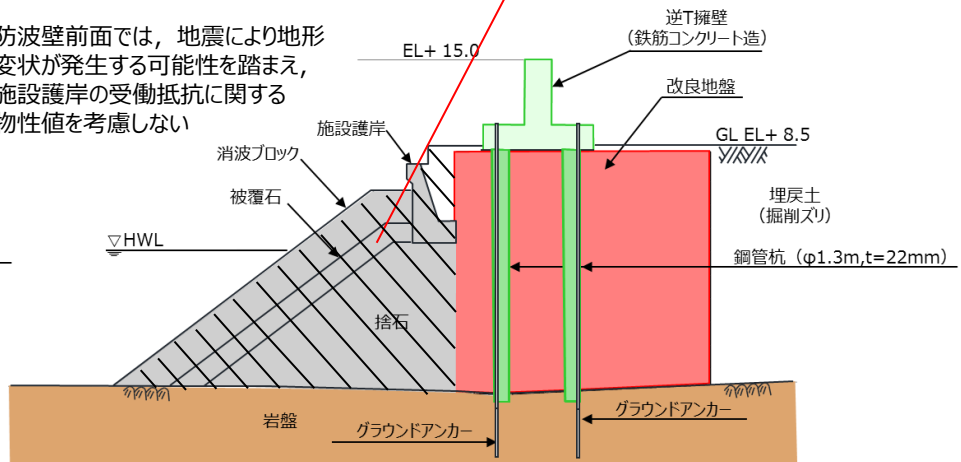 防波壁前面では，地震により地形
変状が発生する可能性を踏まえ，
施設護岸の受働抵抗に関する
物性値を考慮しない
逆T擁壁
（鉄筋コンクリート造）
EL+ 15.0
改良地盤
施設護岸
GL EL+ 8.5
消波ブロック
被覆石
埋戻土
（掘削ズリ）
▽HWL
鋼管杭（φ1.3m,t=22mm）
捨石
岩盤
グラウンドアンカー
グラウンドアンカー